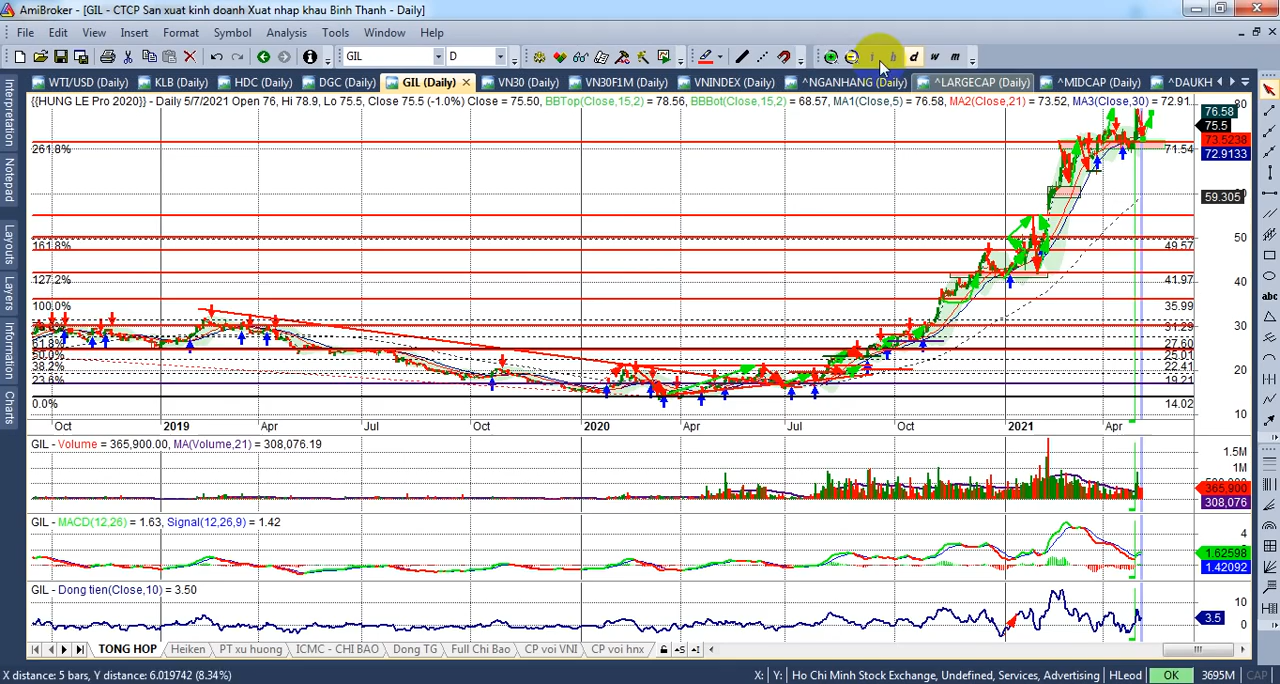 AmiBroker - [GIL - CTCP San xuat kinh doanh Xuat nhap khau Binh Thanh - Daily]
File Edit View Insert Format Symbol Analysis Tools Window Help
GIL D i h d w m
WTI/USD (Daily) KLB (Daily) HDC (Daily) DGC (Daily) GIL (Daily) VN30 (Daily) VN30F1M (Daily) VNINDEX (Daily) ^NGANHANG (Daily) ^LARGECAP (Daily) ^MIDCAP (Daily) ^DAUKH
{{HUNG LE Pro 2020}} - Daily 5/7/2021 Open 76, Hi 78.9, Lo 75.5, Close 75.5 (-1.0%) Close = 75.50, BBTop(Close,15,2) = 78.56, BBBot(Close,15,2) = 68.57, MA1(Close,5) = 76.58, MA2(Close,21) = 73.52, MA3(Close,30) = 72.91
80
76.58
75.5
73.5238
72.9133
261.8% 71.54
59.305
161.8% 49.57 50
127.2% 41.97 40
100.0% 35.99
31.29 30
61.8% 27.60
50.0% 25.01
38.2% 22.41 20
23.6% 19.21
0.0% 14.02
10
Oct 2019 Apr Jul Oct 2020 Apr Jul Oct 2021 Apr
GIL - Volume = 365,900.00, MA(Volume,21) = 308,076.19
1.5M
1M
365,900
308,076
GIL - MACD(12,26) = 1.63, Signal(12,26,9) = 1.42
4
1.62598
1.42092
GIL - Dong tien(Close,10) = 3.50
10
3.5
0
TONG HOP Heiken PT xu huong ICMC - CHI BAO Dong TG Full Chi Bao CP voi VNI CP voi hnx
X distance: 5 bars, Y distance: 6.019742 (8.34%) X: Y: Ho Chi Minh Stock Exchange, Undefined, Services, Advertising HLeod OK 3695M CAP
Interpretation
Notepad
Layouts
Layers
Information
Charts
abc